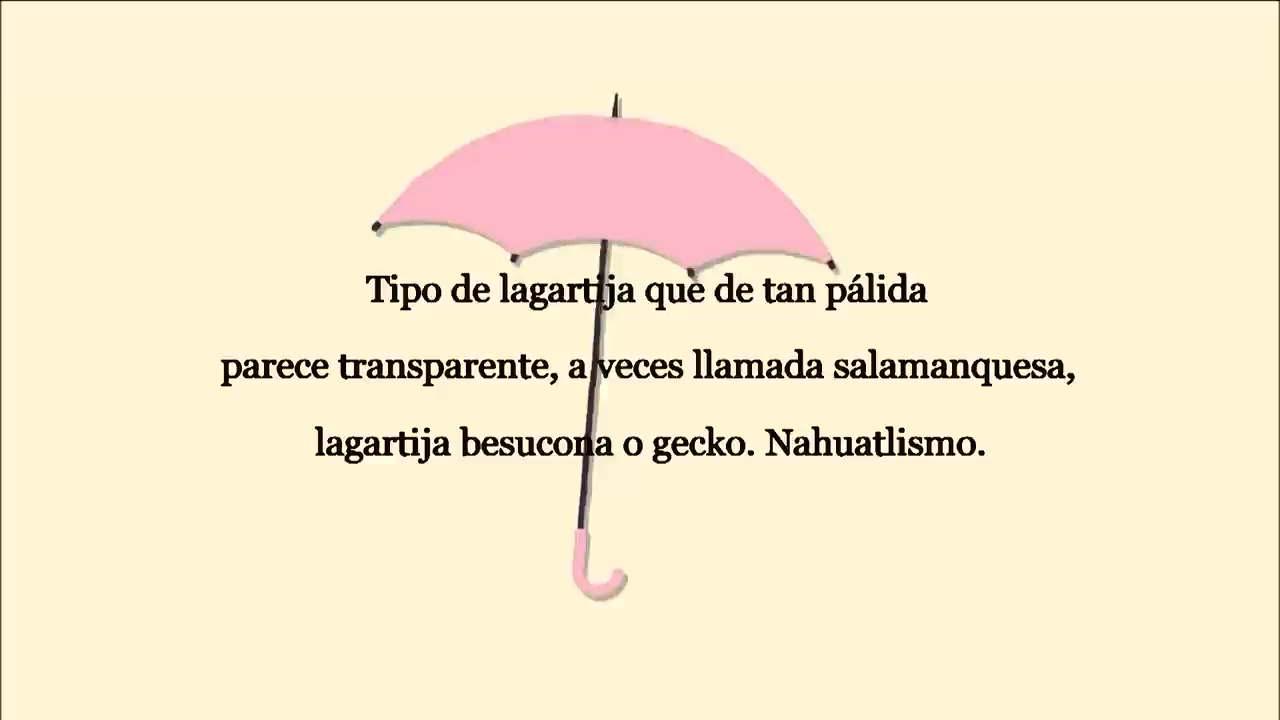 Tipo de lagartija que de tan pálida
parece transparente, a veces llamada salamanquesa,
lagartija besucona o gecko. Nahuatlismo.